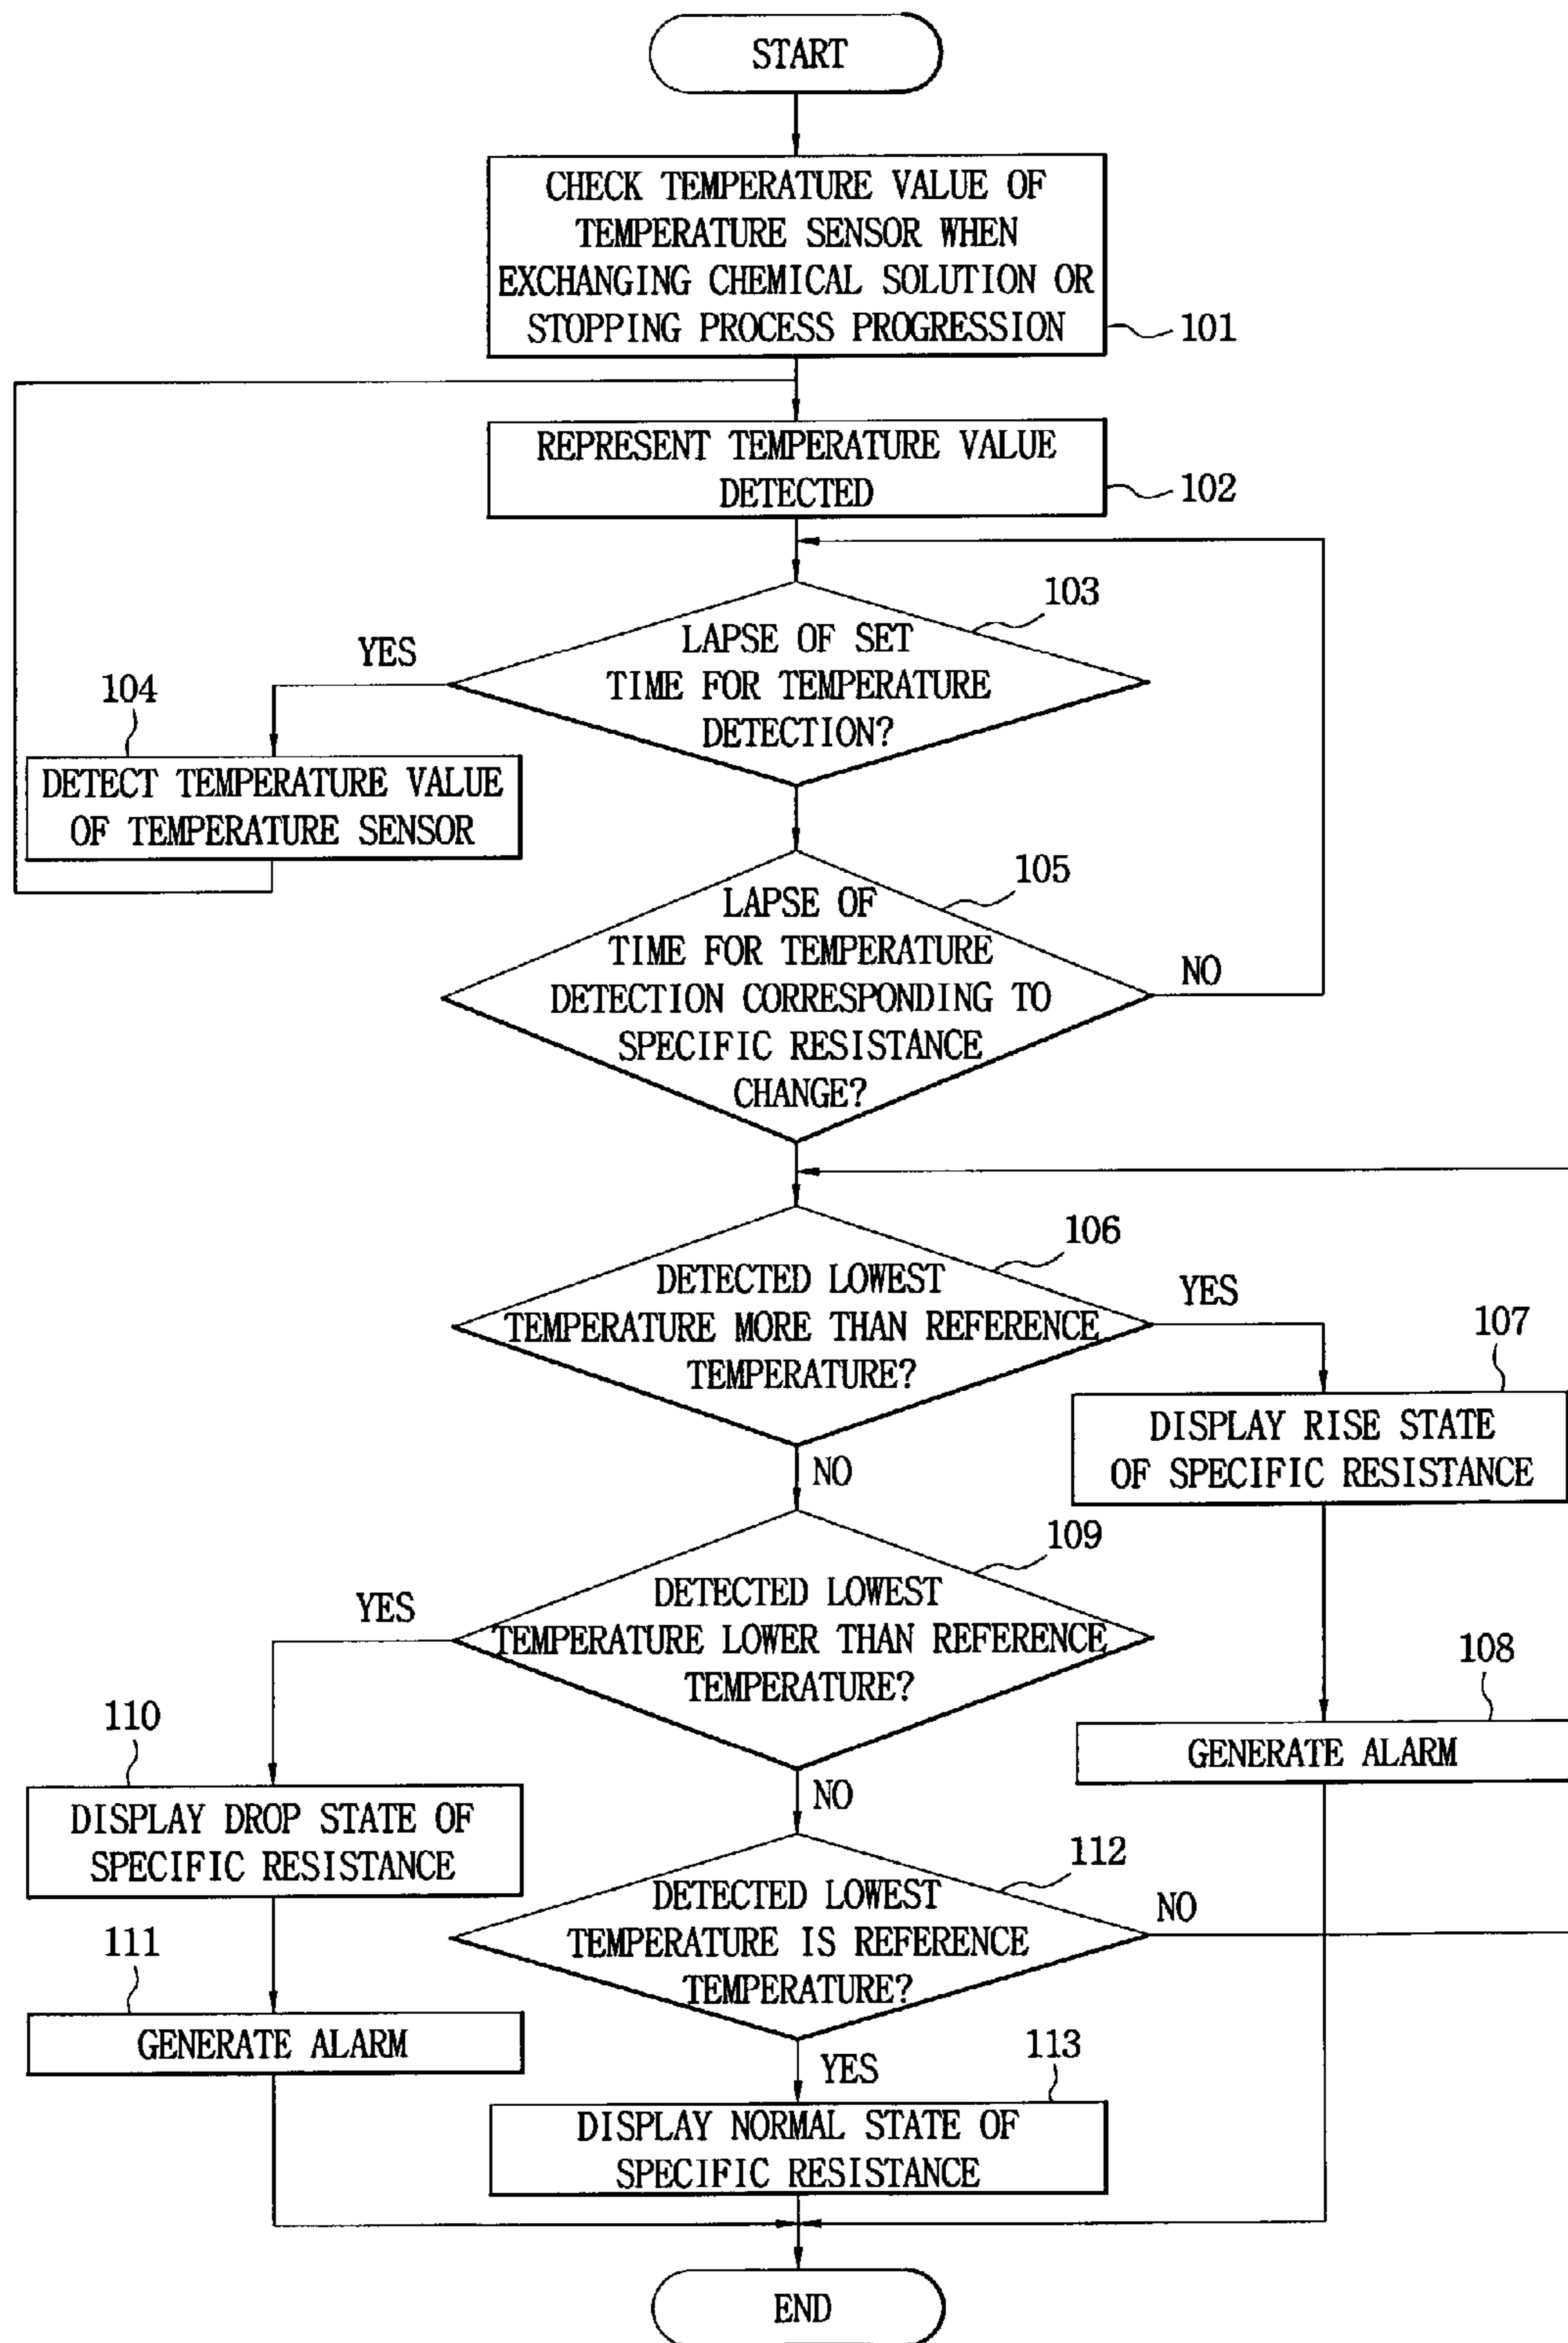 START
CHECK TEMPERATURE VALUE OF
TEMPERATURE SENSOR WHEN
EXCHANGING CHEMICAL SOLUTION OR
STOPPING PROCESS PROGRESSION
101
REPRESENT TEMPERATURE VALUE
DETECTED
102
103
LAPSE OF SET
TIME FOR TEMPERATURE
DETECTION?
YES
104
DETECT TEMPERATURE VALUE
OF TEMPERATURE SENSOR
105
LAPSE OF
TIME FOR TEMPERATURE
DETECTION CORRESPONDING TO
SPECIFIC RESISTANCE
CHANGE?
NO
106
DETECTED LOWEST
TEMPERATURE MORE THAN REFERENCE
TEMPERATURE?
YES
107
DISPLAY RISE STATE
OF SPECIFIC RESISTANCE
NO
109
DETECTED LOWEST
TEMPERATURE LOWER THAN REFERENCE
TEMPERATURE?
YES
108
GENERATE ALARM
110
DISPLAY DROP STATE OF
SPECIFIC RESISTANCE
NO
112
DETECTED LOWEST
TEMPERATURE IS REFERENCE
TEMPERATURE?
NO
111
GENERATE ALARM
YES
113
DISPLAY NORMAL STATE OF
SPECIFIC RESISTANCE
END